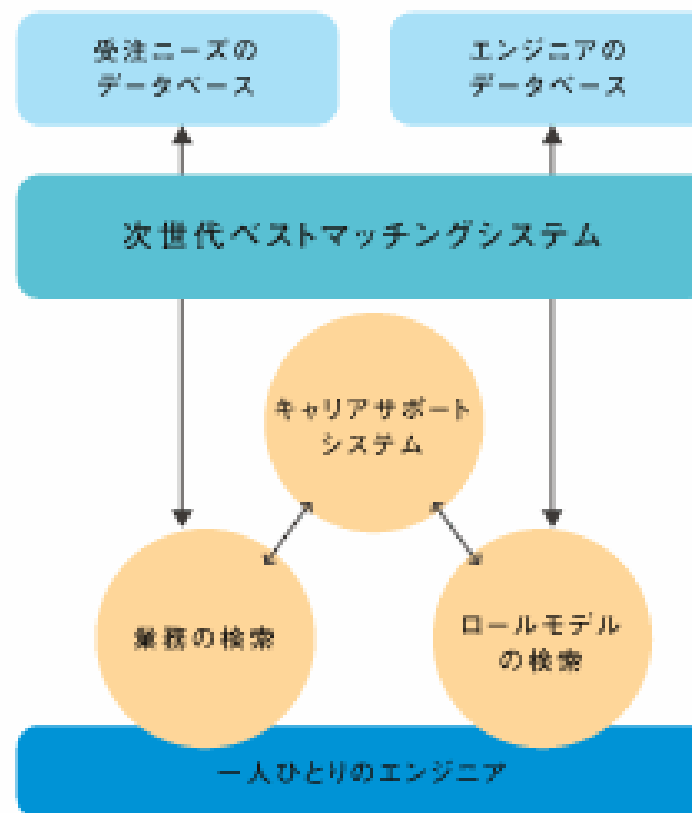 受注ニーズの
データベース
エンジニアの
データベース
次世代ベストマッチングシステム
キャリアサポート
システム
業務の検索
ロールモデル
の検索
一人ひとりのエンジニア